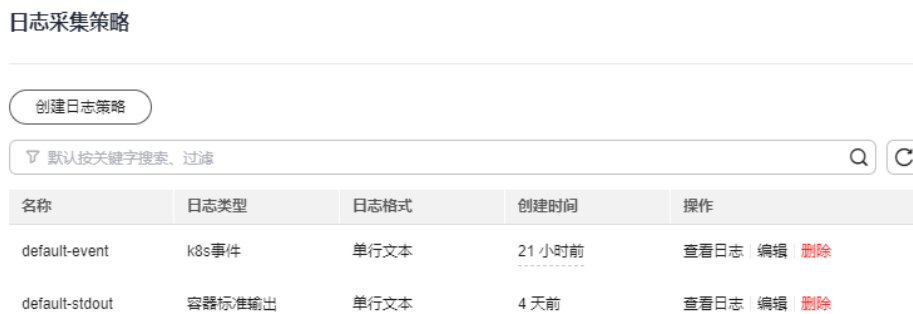 日志采集策略
创建日志策略
默认按关键字搜索、过滤
名称 日志类型 日志格式 创建时间 操作
default-event k8s事件 单行文本 21 小时前 查看日志 编辑 删除
default-stdout 容器标准输出 单行文本 4 天前 查看日志 编辑 删除